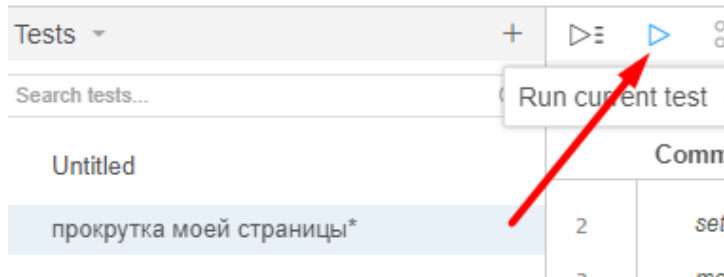 Tests
Search tests...
Run current test
Untitled
прокрутка моей страницы*
2